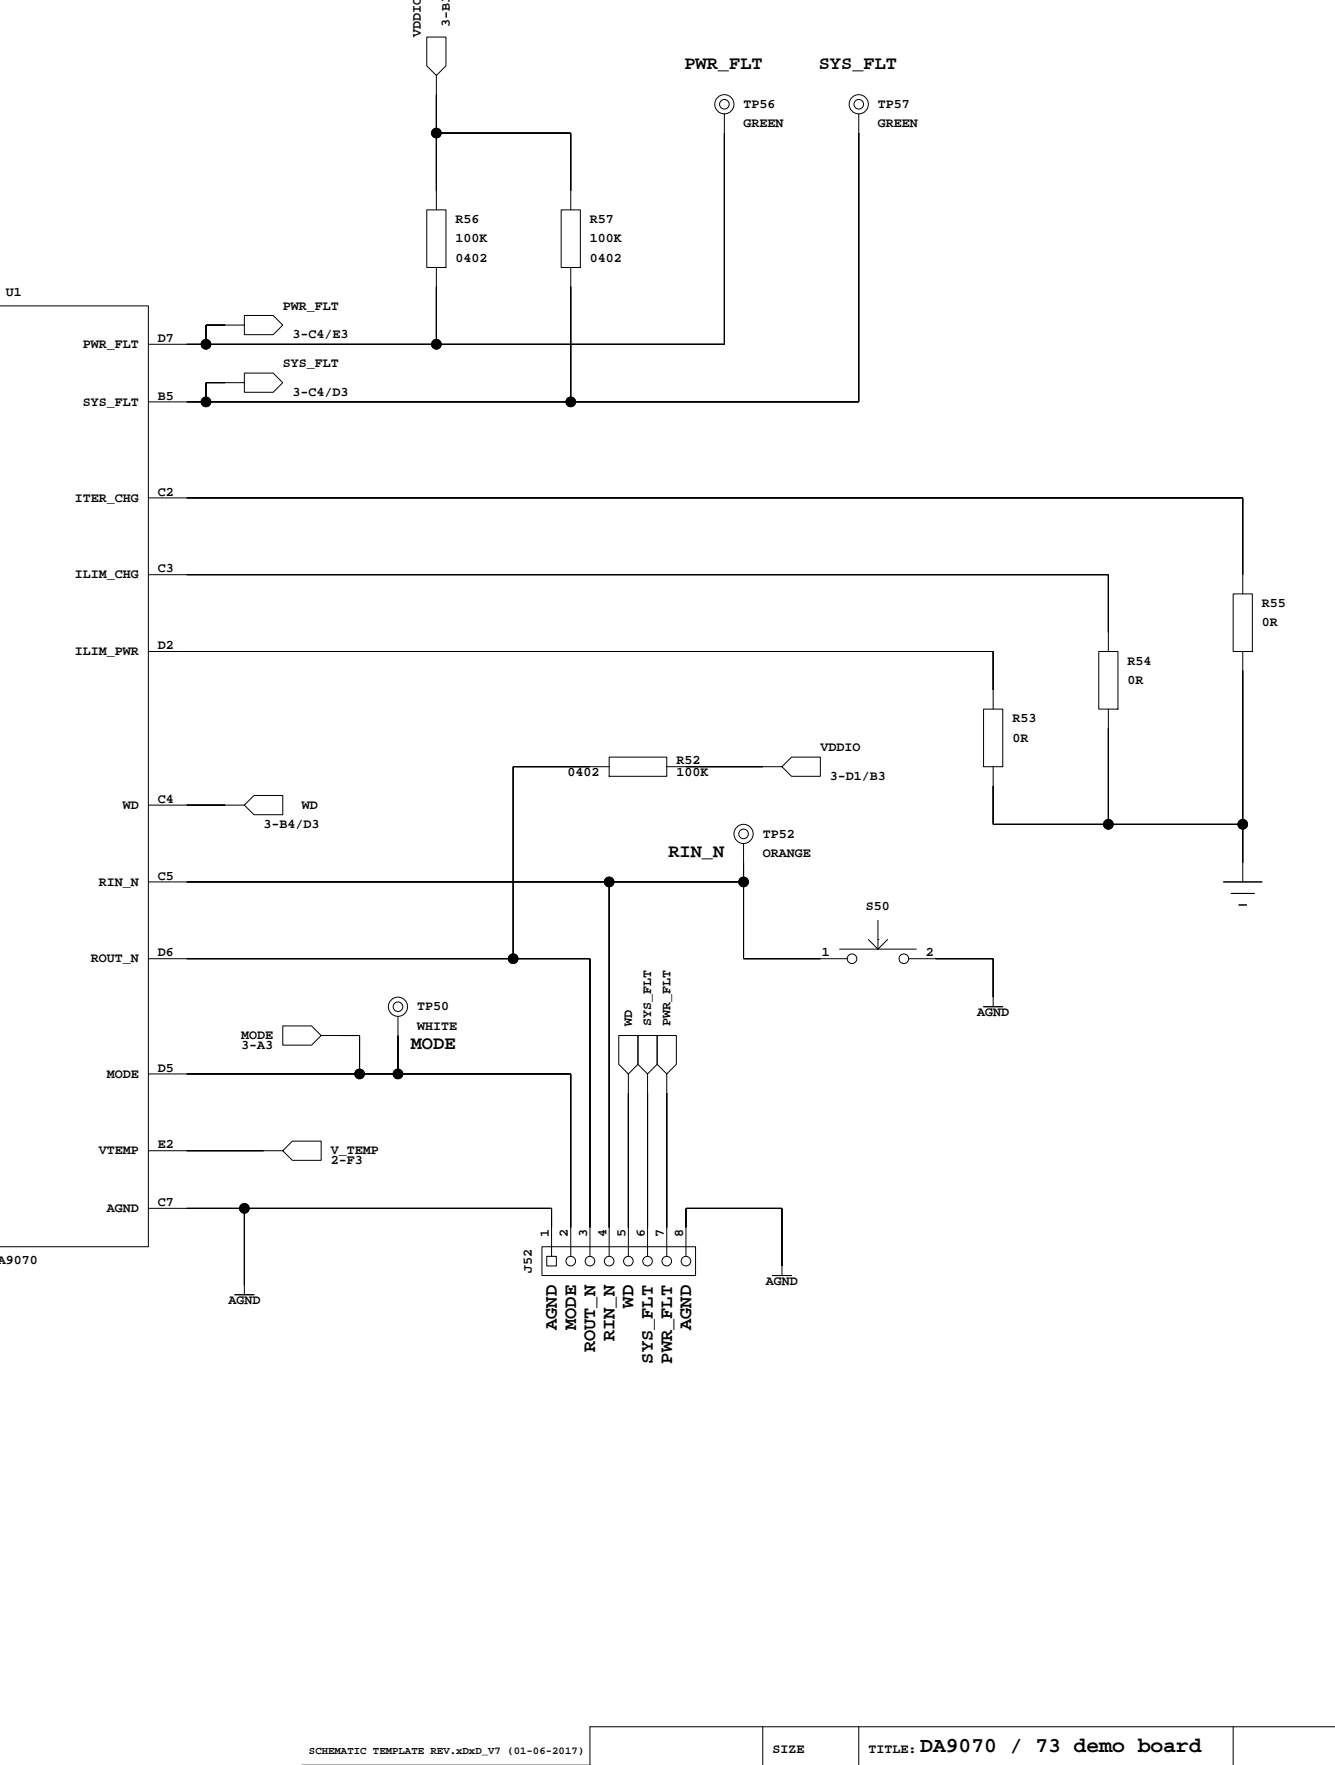 VDDIO
PWR_FLT SYS_FLT
TP56
GREEN
TP57
GREEN
R56
100K
0402
R57
100K
0402
U1
PWR_FLT
3-C4/E3
PWR_FLT D7
SYS_FLT
3-C4/D3
SYS_FLT B5
ITER_CHG C2
ILIM_CHG C3
ILIM_PWR D2
R55
0R
R54
0R
R53
0R
0402
R52
100K
VDDIO
3-D1/B3
WD C4
WD
3-B4/D3
TP52
ORANGE
RIN_N
RIN_N C5
S50
1 2
AGND
ROUT_N D6
WD
SYS_FLT
PWR_FLT
TP50
WHITE
MODE
MODE
3-A3
MODE D5
VTEMP E2
V_TEMP
2-F3
AGND C7
AGND
J52
1 2 3 4 5 6 7 8
AGND
MODE
ROUT_N
RIN_N
WD
SYS_FLT
PWR_FLT
AGND
AGND
A9070
SCHEMATIC TEMPLATE REV.xDxD_V7 (01-06-2017)
SIZE
TITLE: DA9070 / 73 demo board